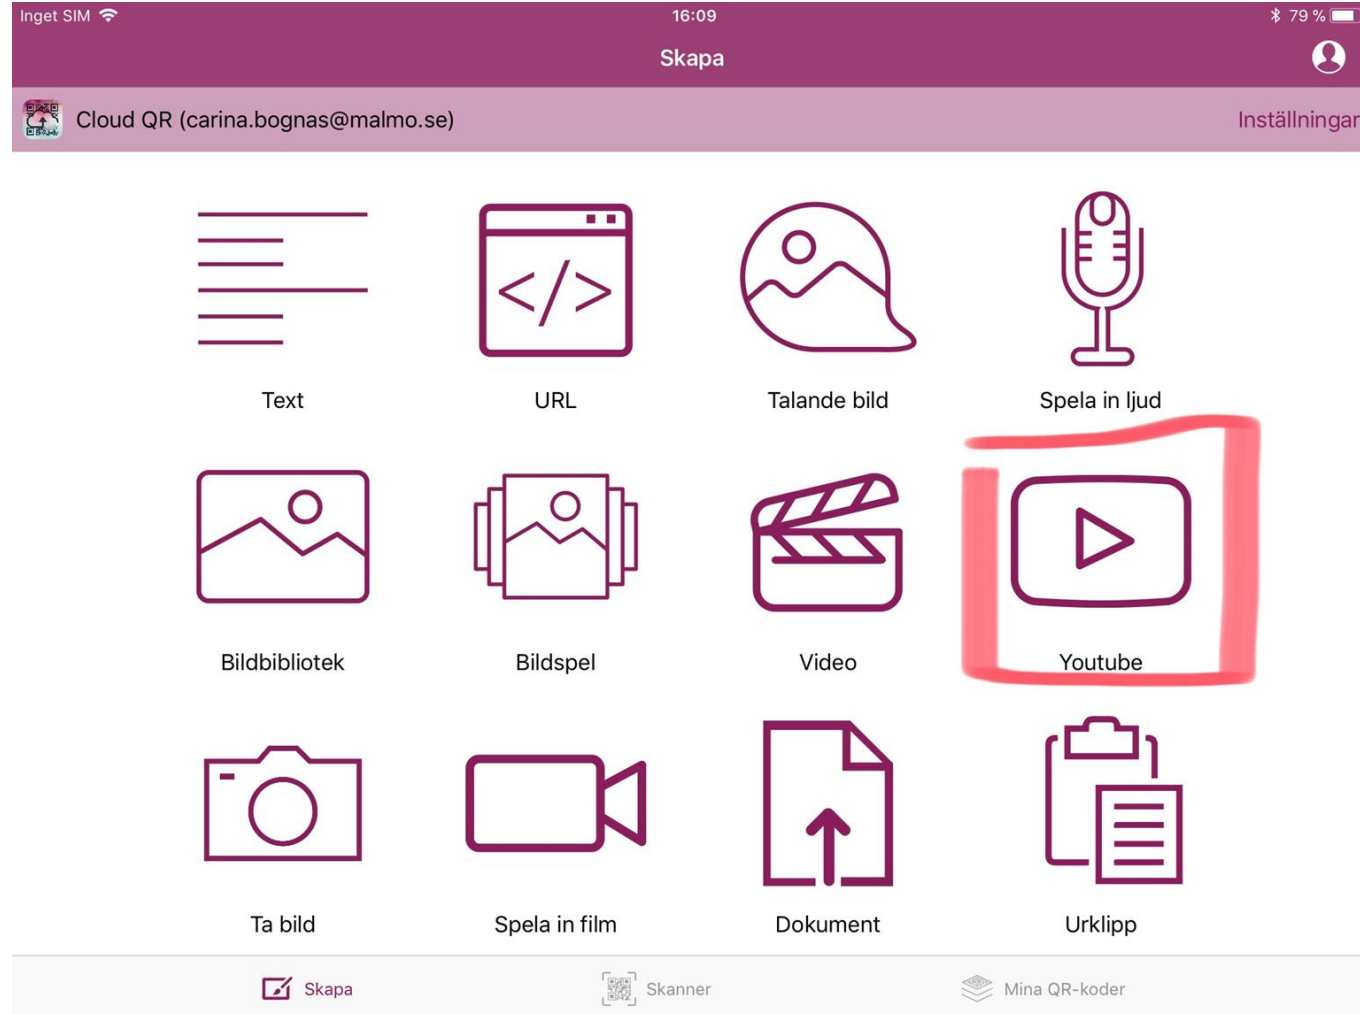 Inget SIM 16:09 79 %
Skapa
Cloud QR (carina.bognas@malmo.se) Inställningar
</>
Text URL Talande bild Spela in ljud
Bildbibliotek Bildspel Video Youtube
Ta bild Spela in film Dokument Urklipp
Skapa Skanner Mina QR-koder